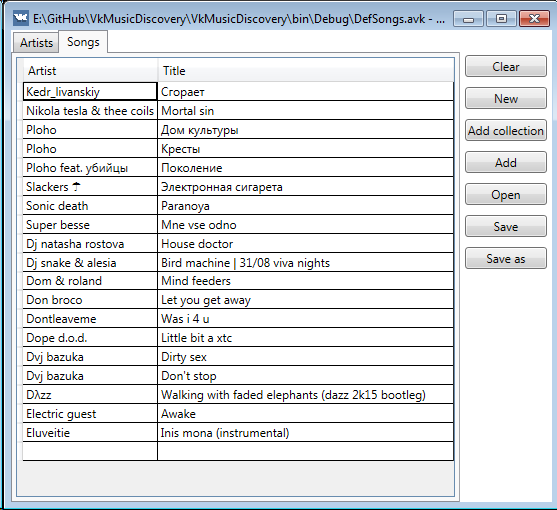 E:\GitHub\VkMusicDiscovery\VkMusicDiscovery\bin\Debug\DefSongs.avk - ...
Artists Songs
Artist Title
Kedr_livanskiy Сгорает
Nikola tesla & thee coils Mortal sin
Ploho Дом культуры
Ploho Кресты
Ploho feat. убийцы Поколение
Slackers ☂ Электронная сигарета
Sonic death Paranoya
Super besse Mne vse odno
Dj natasha rostova House doctor
Dj snake & alesia Bird machine | 31/08 viva nights
Dom & roland Mind feeders
Don broco Let you get away
Dontleaveme Was i 4 u
Dope d.o.d. Little bit a xtc
Dvj bazuka Dirty sex
Dvj bazuka Don't stop
Dλzz Walking with faded elephants (dazz 2k15 bootleg)
Electric guest Awake
Eluveitie Inis mona (instrumental)
Clear
New
Add collection
Add
Open
Save
Save as